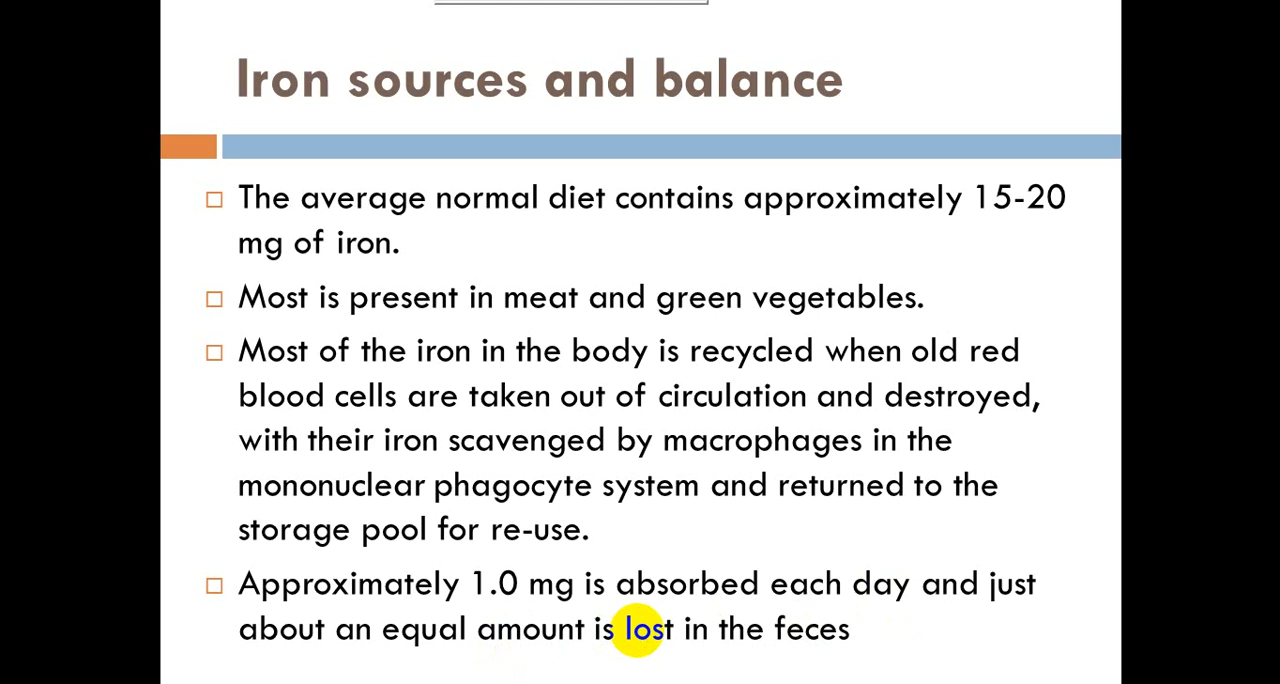 Iron sources and balance
The average normal diet contains approximately 15-20
mg of iron.
Most is present in meat and green vegetables.
Most of the iron in the body is recycled when old red
blood cells are taken out of circulation and destroyed,
with their iron scavenged by macrophages in the
mononuclear phagocyte system and returned to the
storage pool for re-use.
Approximately 1.0 mg is absorbed each day and just
about an equal amount is lost in the feces